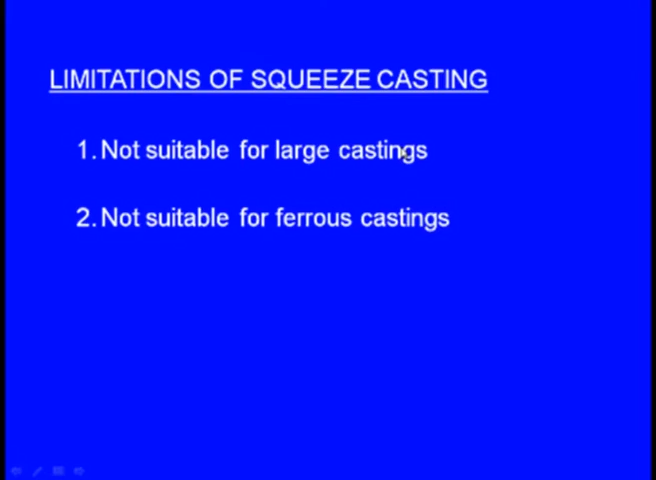 LIMITATIONS OF SQUEEZE CASTING
1. Not suitable for large castings
2. Not suitable for ferrous castings